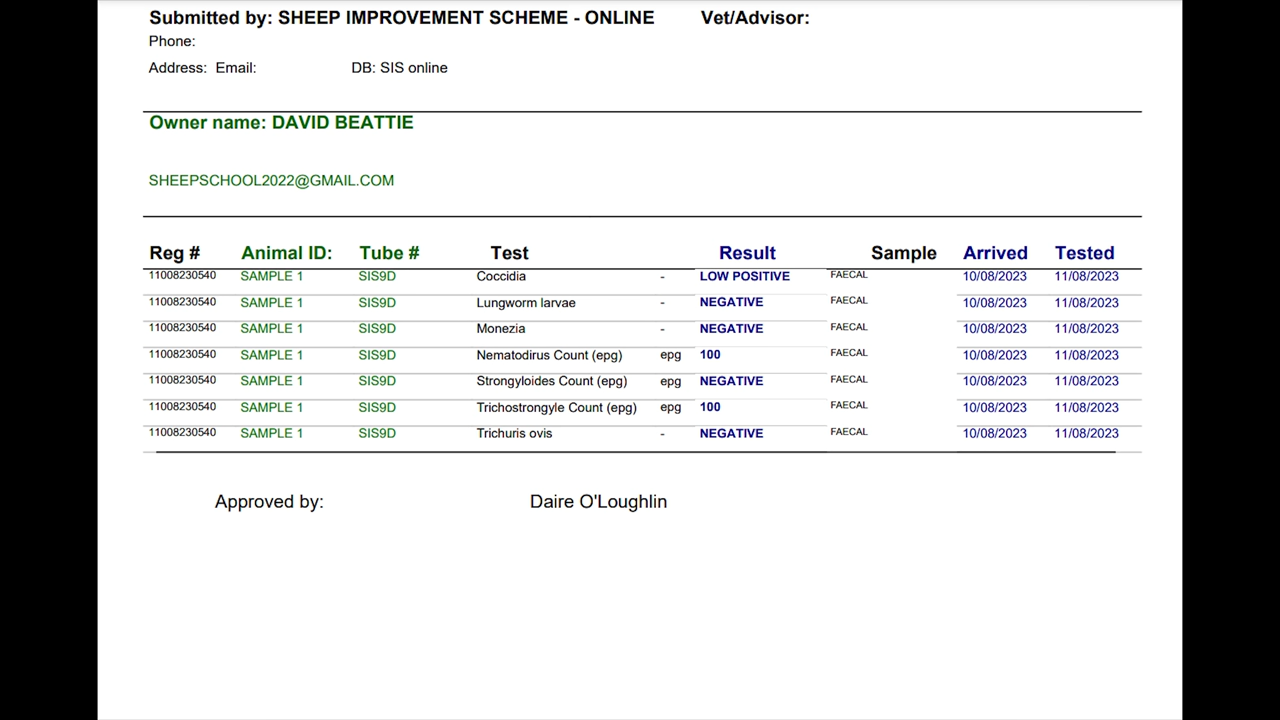 Submitted by: SHEEP IMPROVEMENT SCHEME - ONLINE Vet/Advisor:
Phone:
Address: Email: DB: SIS online
Owner name: DAVID BEATTIE
SHEEPSCHOOL2022@GMAIL.COM
Reg # Animal ID: Tube # Test Result Sample Arrived Tested
11008230540 SAMPLE 1 SIS9D Coccidia - LOW POSITIVE FAECAL 10/08/2023 11/08/2023
11008230540 SAMPLE 1 SIS9D Lungworm larvae - NEGATIVE FAECAL 10/08/2023 11/08/2023
11008230540 SAMPLE 1 SIS9D Monezia - NEGATIVE FAECAL 10/08/2023 11/08/2023
11008230540 SAMPLE 1 SIS9D Nematodirus Count (epg) epg 100 FAECAL 10/08/2023 11/08/2023
11008230540 SAMPLE 1 SIS9D Strongyloides Count (epg) epg NEGATIVE FAECAL 10/08/2023 11/08/2023
11008230540 SAMPLE 1 SIS9D Trichostrongyle Count (epg) epg 100 FAECAL 10/08/2023 11/08/2023
11008230540 SAMPLE 1 SIS9D Trichuris ovis - NEGATIVE FAECAL 10/08/2023 11/08/2023
Approved by: Daire O'Loughlin